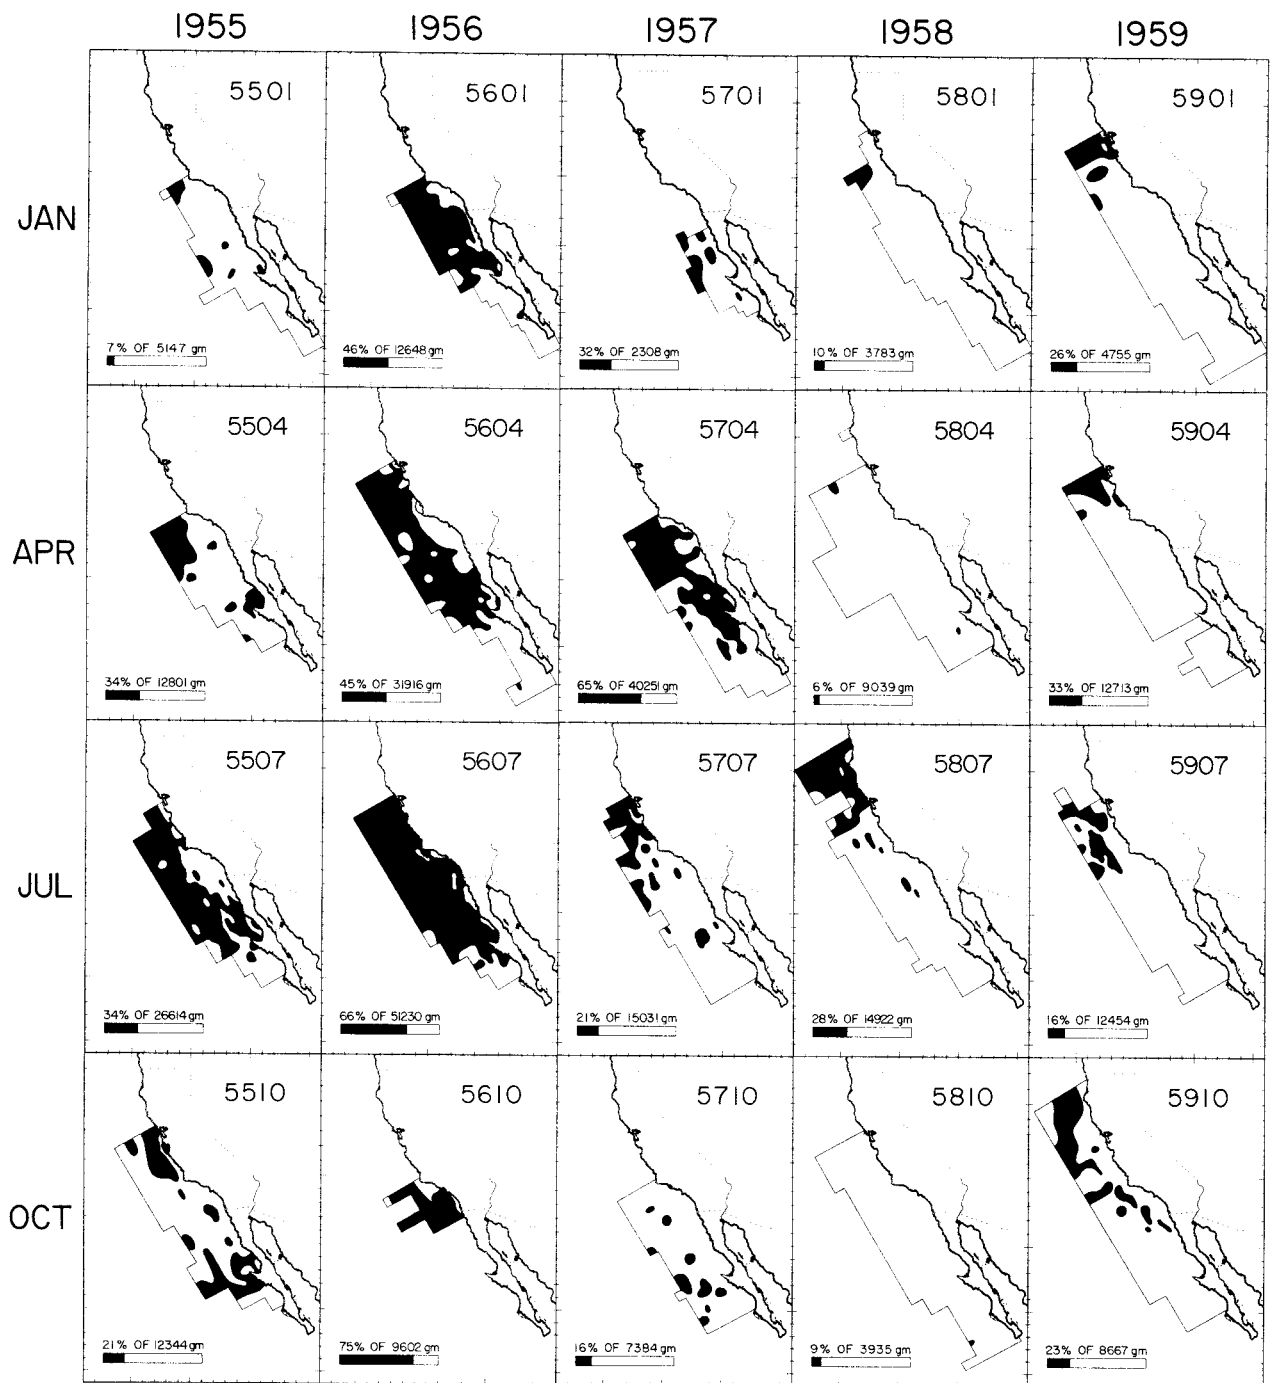 1955 1956 1957 1958 1959
JAN
5501 5601 5701 5801 5901
7% OF 5147 gm 46% OF 12648 gm 32% OF 2308 gm 10% OF 3783 gm 26% OF 4755 gm
APR
5504 5604 5704 5804 5904
34% OF 12801 gm 45% OF 31916 gm 65% OF 40251 gm 6% OF 9039 gm 33% OF 12713 gm
JUL
5507 5607 5707 5807 5907
34% OF 26614 gm 66% OF 51230 gm 21% OF 15031 gm 28% OF 14922 gm 16% OF 12454 gm
OCT
5510 5610 5710 5810 5910
21% OF 12344 gm 75% OF 9602 gm 16% OF 7384 gm 9% OF 3935 gm 23% OF 8667 gm